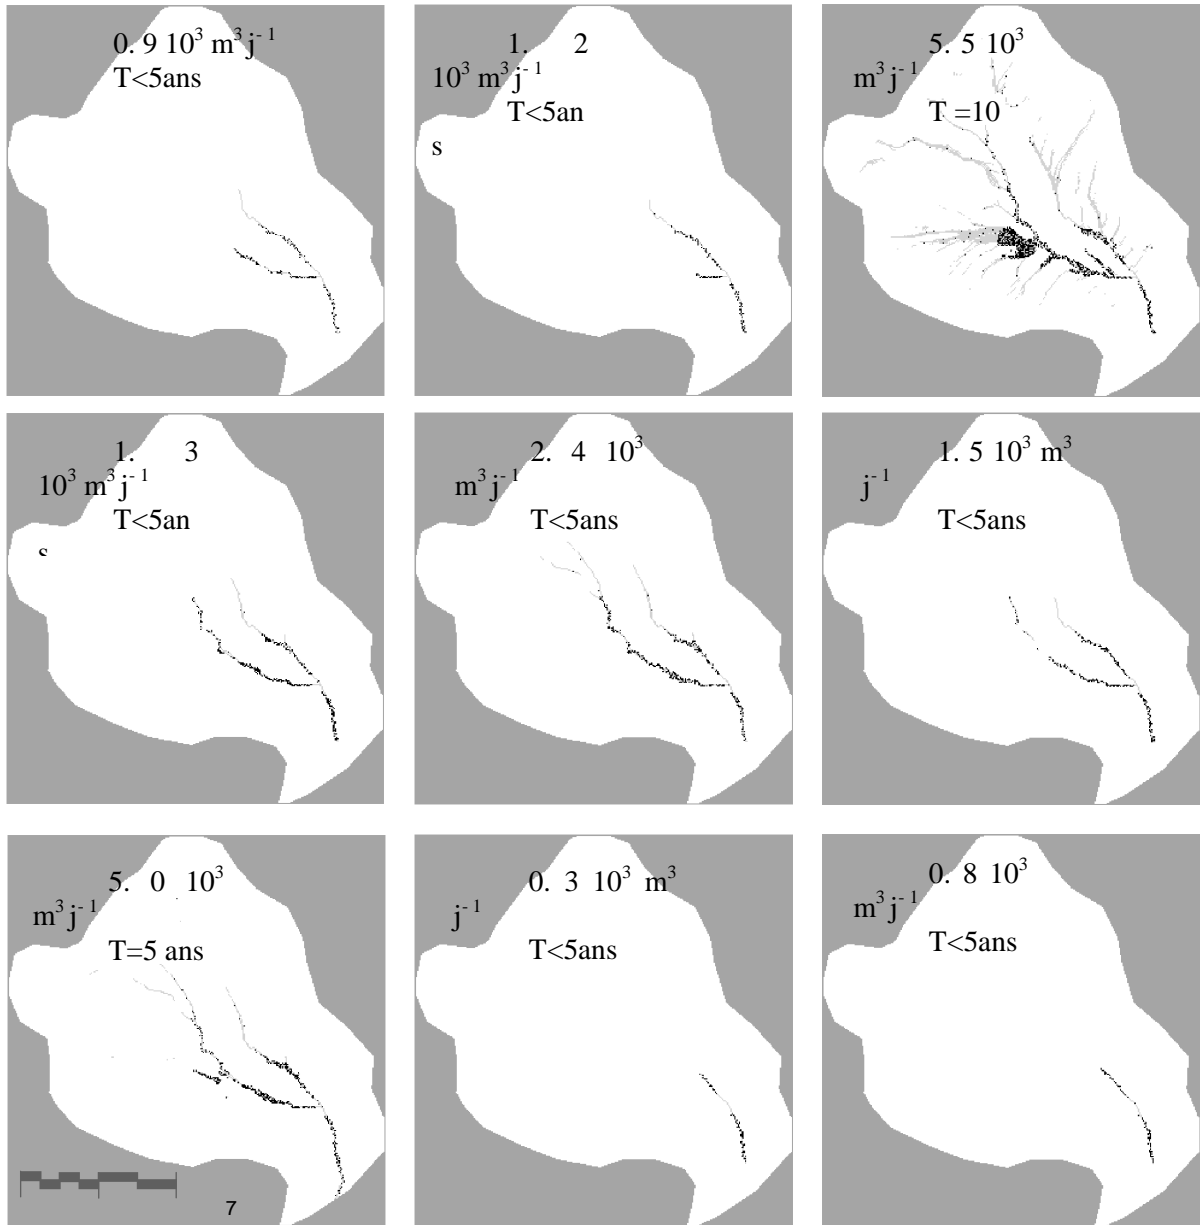 0. 9 10³ m³ j⁻¹
T<5ans
1. 2
10³ m³ j⁻¹
T<5an
s
5. 5 10³
m³ j⁻¹
T =10
1. 3
10³ m³ j⁻¹
T<5an
s
2. 4 10³
m³ j⁻¹
T<5ans
1. 5 10³ m³
j⁻¹
T<5ans
5. 0 10³
m³ j⁻¹
T=5 ans
7
0. 3 10³ m³
j⁻¹
T<5ans
0. 8 10³
m³ j⁻¹
T<5ans